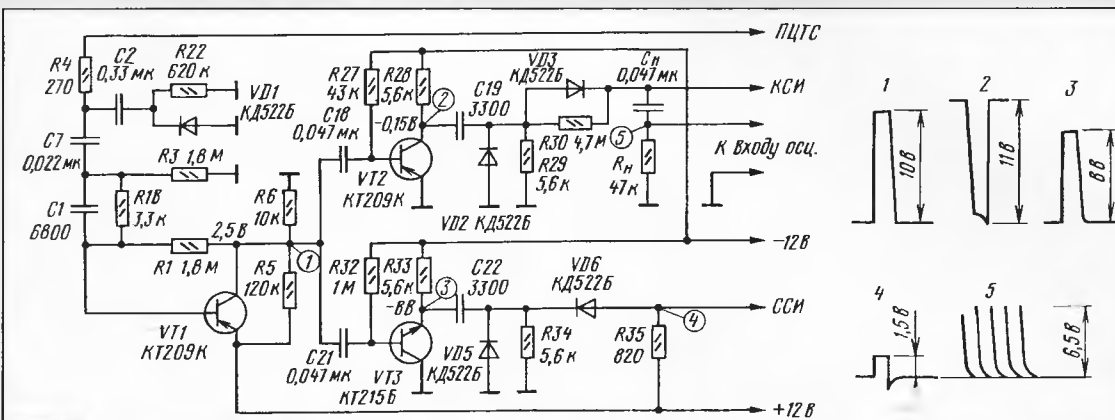 R4
270
C2
0,33 мк
R22
620 к
VD1
КД522Б
C7
0,022 мк
R3 1,8 М
C1
6800
R18
3,3 к
R1 1,8 М
2,5 В
R6
10 к
1
R5
120 к
VT1
КТ209К
R27
43 к
R28
5,6 к
C18
0,047 мк
2
-0,15 В
VT2
КТ209К
C19
3300
VD2 КД522Б
VD3
КД522Б
R30 4,7 М
R29
5,6 к
Cн
0,047 мк
5
Rн
47 к
R32
1 М
R33
5,6 к
C21
0,047 мк
3
-8 В
VT3
КТ215Б
C22
3300
VD5
КД522Б
VD6
КД522Б
R34
5,6 к
4
R35
820
ПЦТС
КСИ
К входу осц.
-12 В
ССИ
+12 В
1
10 В
2
11 В
3
8 В
4
1,5 В
5
6,5 В